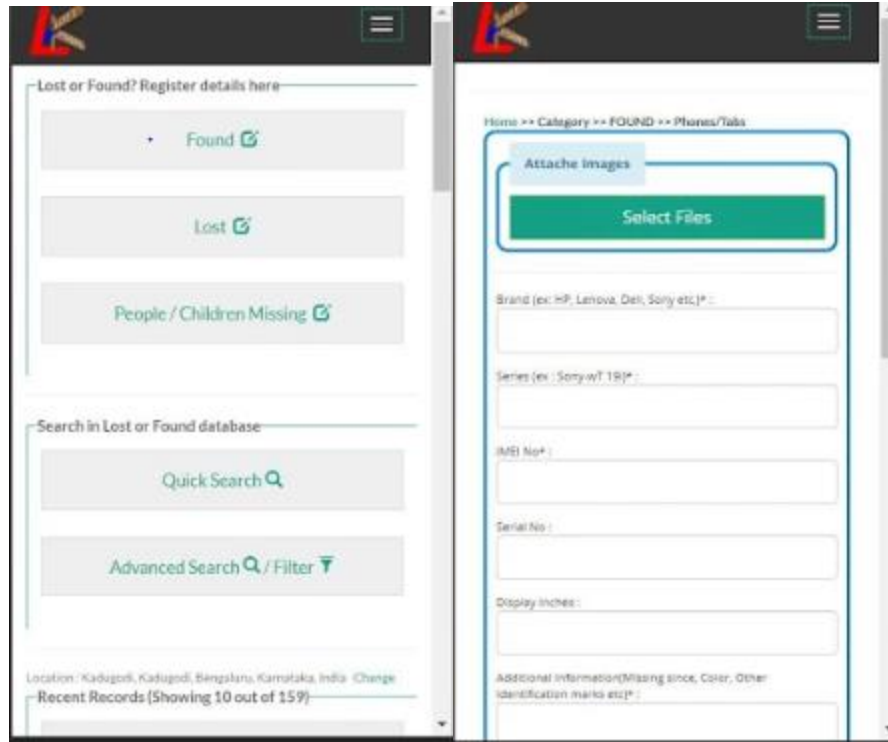 Lost or Found? Register details here
Found
Lost
People / Children Missing
Search in Lost or Found database
Quick Search
Advanced Search / Filter
Location : Kadugodi, Kadugodi, Bengaluru, Karnataka, India Change
Recent Records (Showing 10 out of 159)
Home >> Category >> FOUND >> Phones/Tabs
Attache Images
Select Files
Brand (ex: HP, Lenova, Dell, Sony etc)* :
Series (ex : Sony-wT 19i)* :
IMEI No* :
Serial No :
Display Inches :
Additional Information(Missing since, Color, Other
identification marks etc)* :